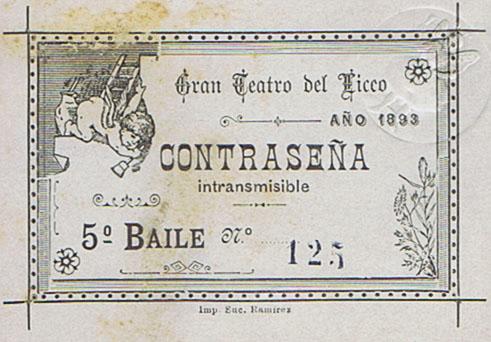 Gran Teatro del Liceo
AÑO 1893
CONTRASEÑA
intransmisible
5º BAILE Nº 125
Imp. Suc. Ramirez